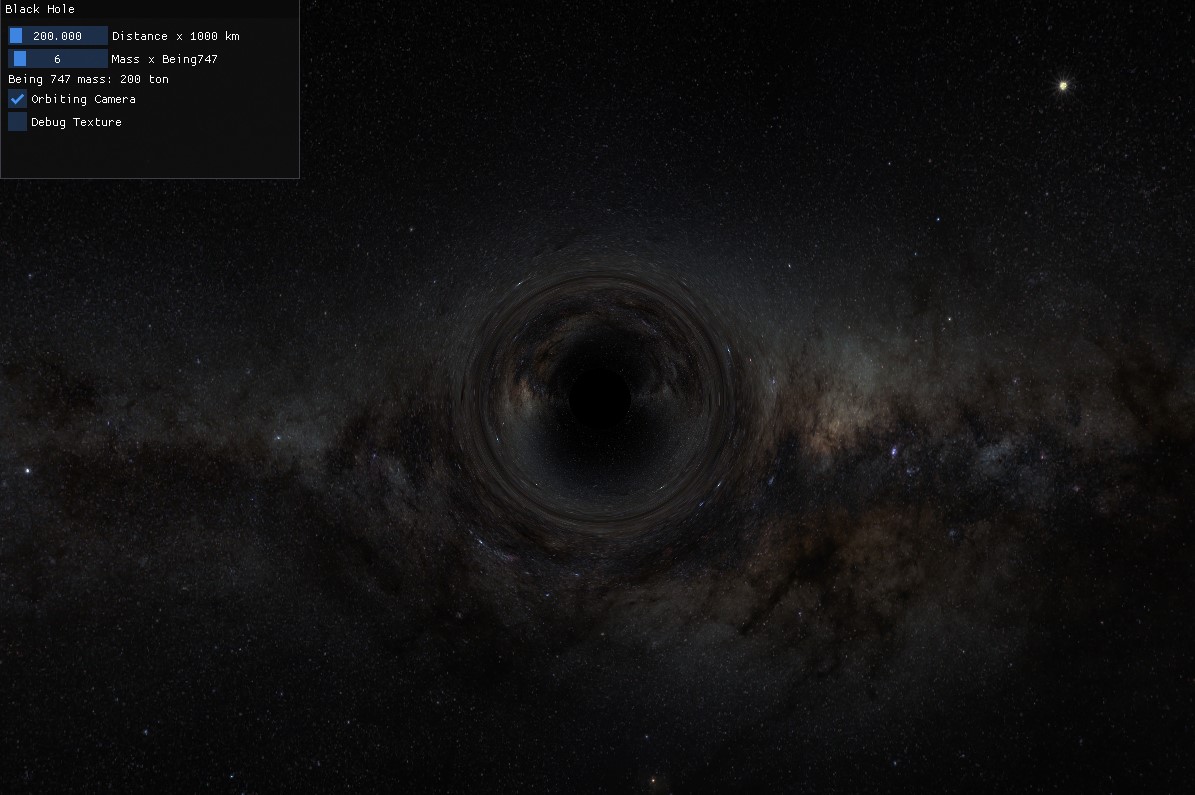 Black Hole
200.000 Distance x 1000 km
6 Mass x Being747
Being 747 mass: 200 ton
Orbiting Camera
Debug Texture